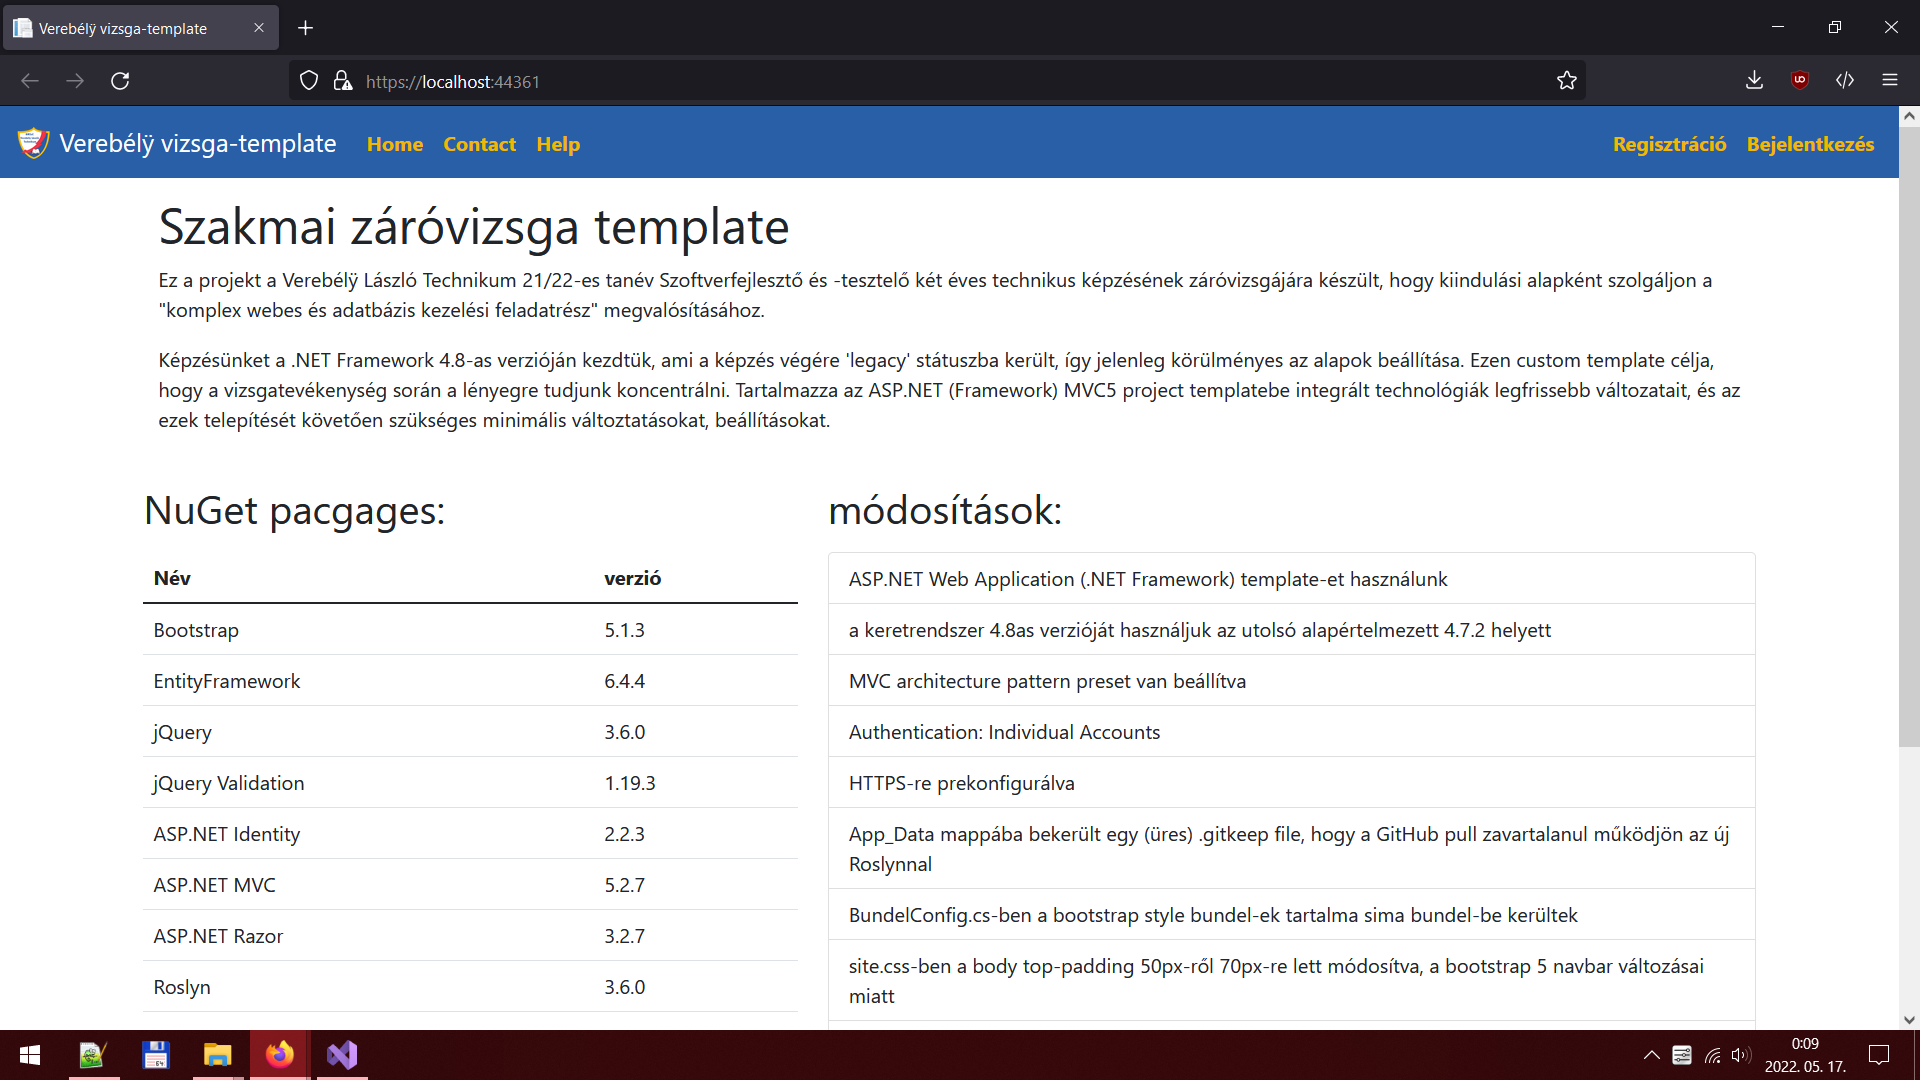 Verebélÿ vizsga-template
https://localhost:44361
Verebélÿ vizsga-template
Home
Contact
Help
Regisztráció
Bejelentkezés
Szakmai záróvizsga template
Ez a projekt a Verebélÿ László Technikum 21/22-es tanév Szoftverfejlesztő és -tesztelő két éves technikus képzésének záróvizsgájára készült, hogy kiindulási alapként szolgáljon a
"komplex webes és adatbázis kezelési feladatrész" megvalósításához.
Képzésünket a .NET Framework 4.8-as verzióján kezdtük, ami a képzés végére 'legacy' státuszba került, így jelenleg körülményes az alapok beállítása. Ezen custom template célja,
hogy a vizsgatevékenység során a lényegre tudjunk koncentrálni. Tartalmazza az ASP.NET (Framework) MVC5 project templatebe integrált technológiák legfrissebb változatait, és az
ezek telepítését követően szükséges minimális változtatásokat, beállításokat.
NuGet pacgages:
Név verzió
Bootstrap 5.1.3
EntityFramework 6.4.4
jQuery 3.6.0
jQuery Validation 1.19.3
ASP.NET Identity 2.2.3
ASP.NET MVC 5.2.7
ASP.NET Razor 3.2.7
Roslyn 3.6.0
módosítások:
ASP.NET Web Application (.NET Framework) template-et használunk
a keretrendszer 4.8as verzióját használjuk az utolsó alapértelmezett 4.7.2 helyett
MVC architecture pattern preset van beállítva
Authentication: Individual Accounts
HTTPS-re prekonfigurálva
App_Data mappába bekerült egy (üres) .gitkeep file, hogy a GitHub pull zavartalanul működjön az új
Roslynnal
BundelConfig.cs-ben a bootstrap style bundel-ek tartalma sima bundel-be kerültek
site.css-ben a body top-padding 50px-ről 70px-re lett módosítva, a bootstrap 5 navbar változásai
miatt
64
0:09
2022. 05. 17.